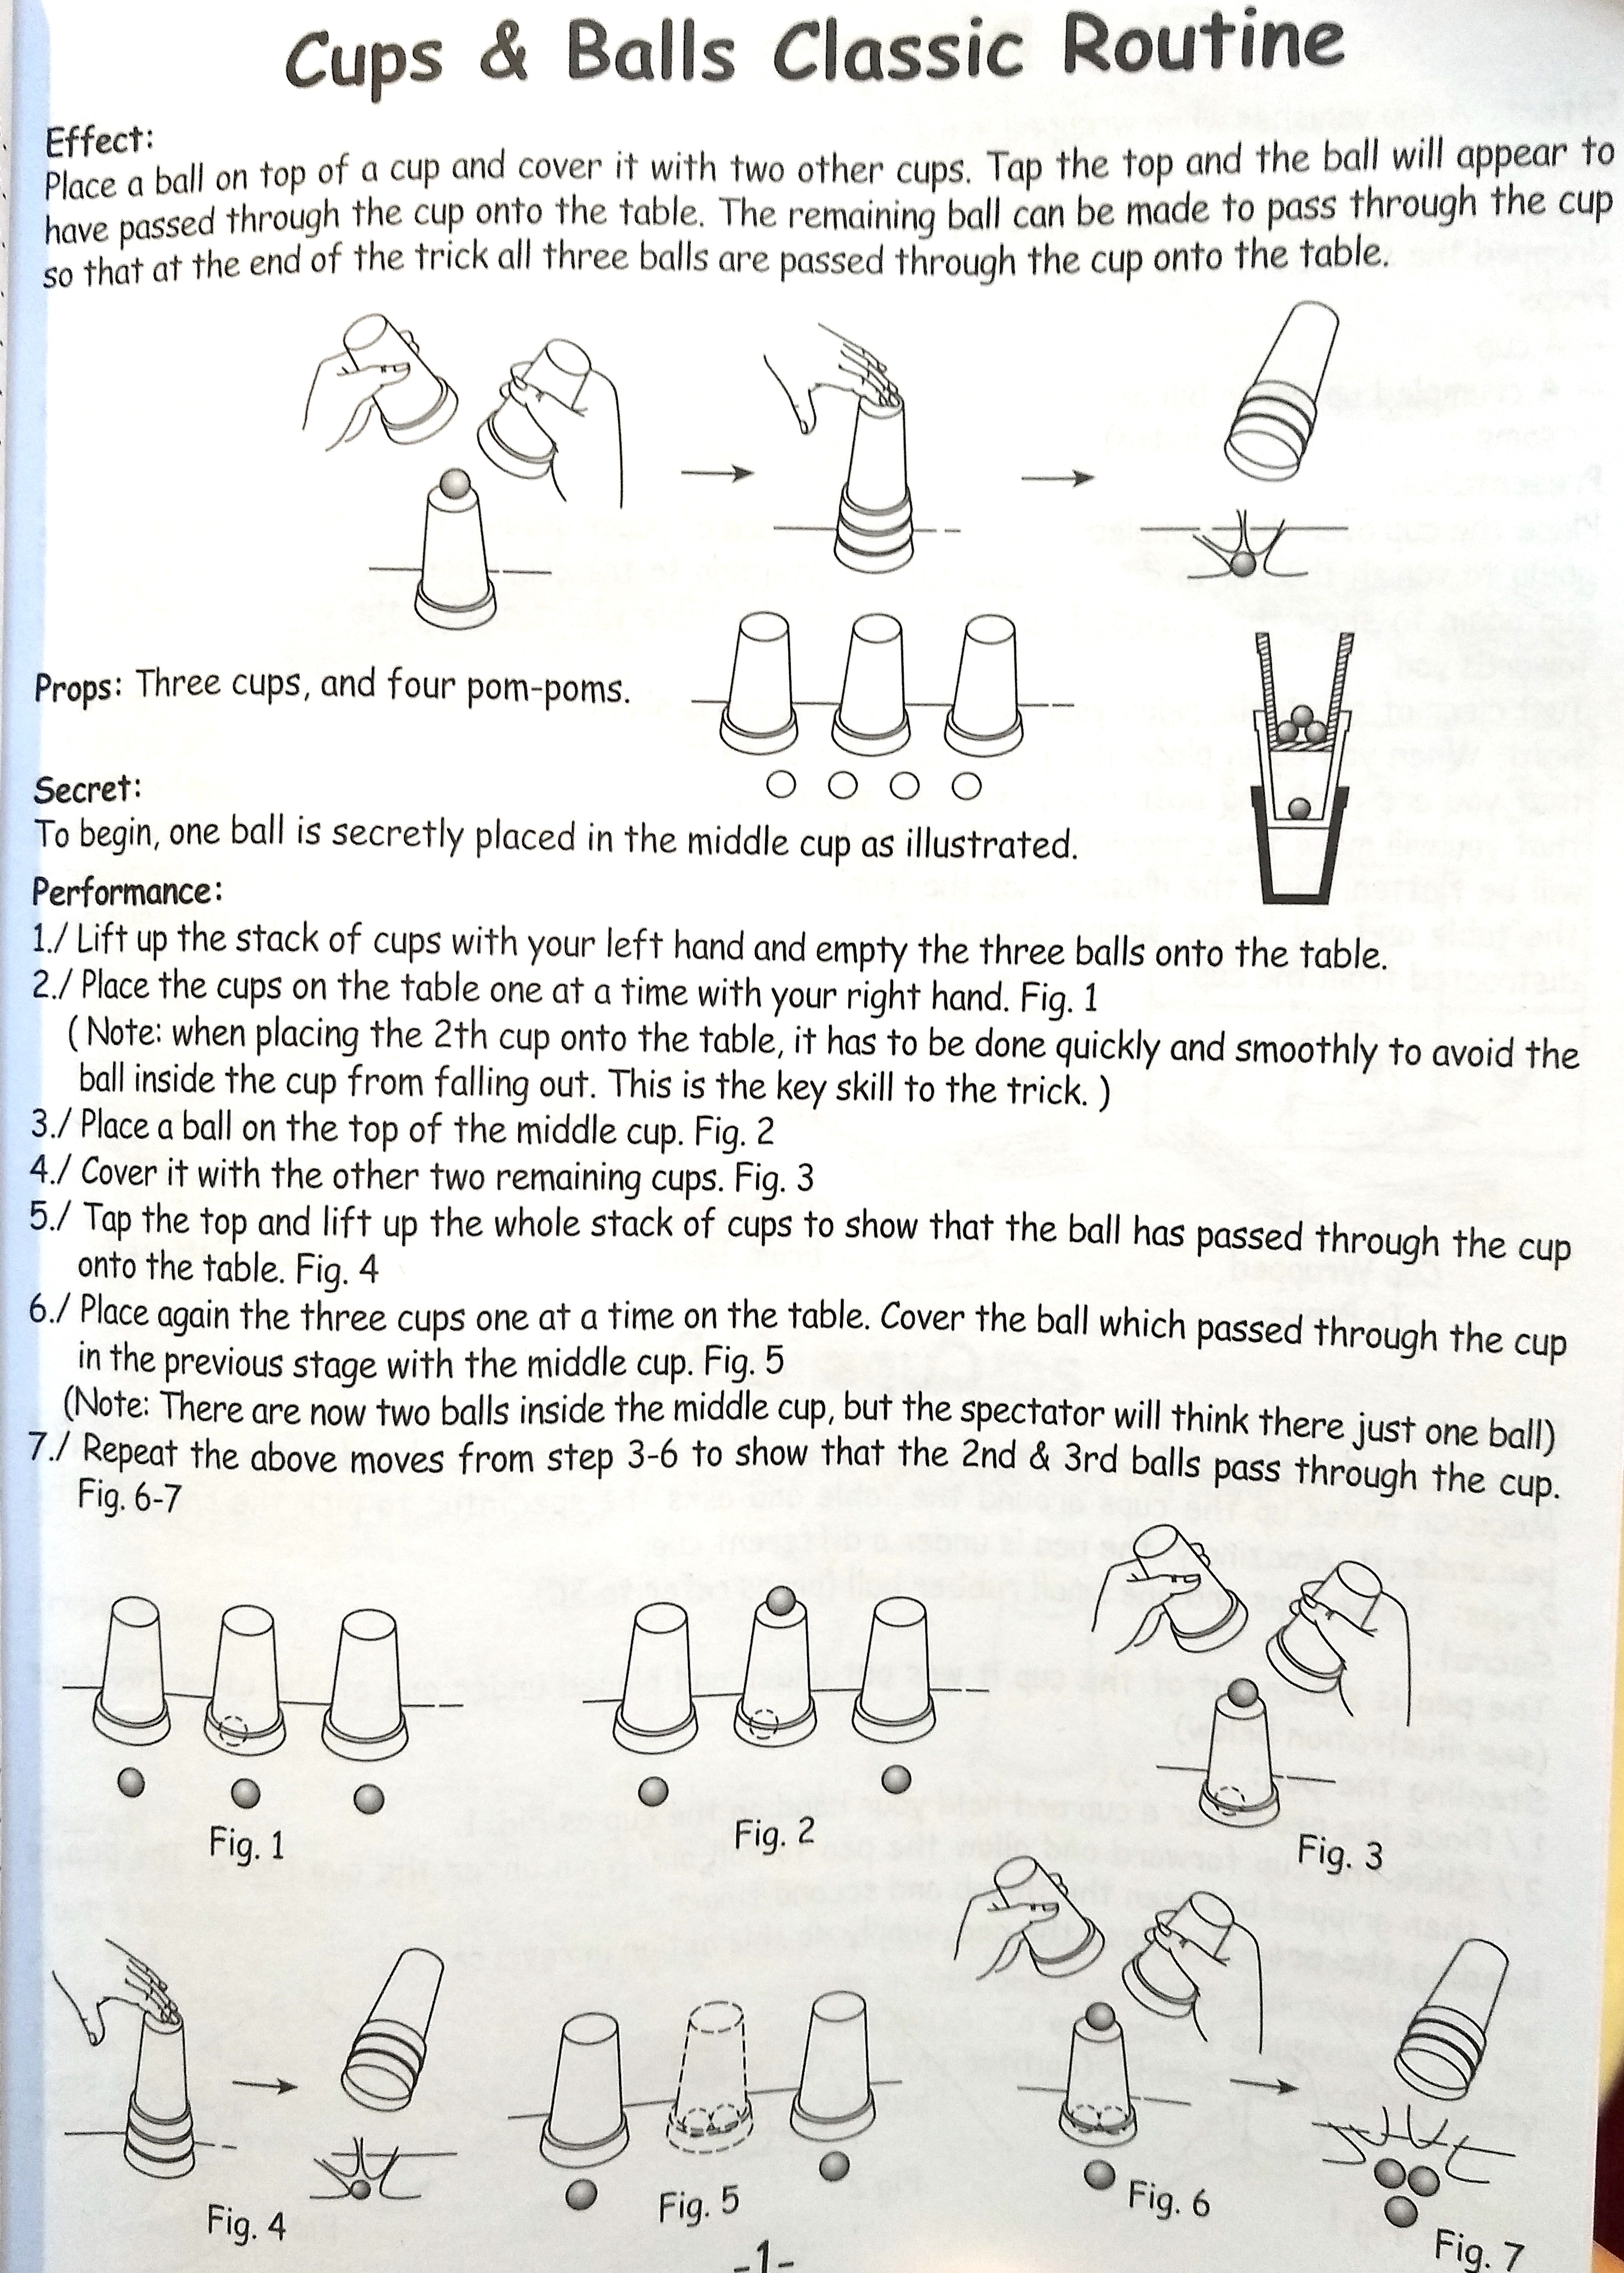 Cups & Balls Classic Routine
Effect:
Place a ball on top of a cup and cover it with two other cups. Tap the top and the ball will appear to
have passed through the cup onto the table. The remaining ball can be made to pass through the cup
so that at the end of the trick all three balls are passed through the cup onto the table.
Props: Three cups, and four pom-poms.
Secret:
To begin, one ball is secretly placed in the middle cup as illustrated.
Performance:
1./ Lift up the stack of cups with your left hand and empty the three balls onto the table.
2./ Place the cups on the table one at a time with your right hand. Fig. 1
( Note: when placing the 2th cup onto the table, it has to be done quickly and smoothly to avoid the
ball inside the cup from falling out. This is the key skill to the trick. )
3./ Place a ball on the top of the middle cup. Fig. 2
4./ Cover it with the other two remaining cups. Fig. 3
5./ Tap the top and lift up the whole stack of cups to show that the ball has passed through the cup
onto the table. Fig. 4
6./ Place again the three cups one at a time on the table. Cover the ball which passed through the cup
in the previous stage with the middle cup. Fig. 5
(Note: There are now two balls inside the middle cup, but the spectator will think there just one ball)
7./ Repeat the above moves from step 3-6 to show that the 2nd & 3rd balls pass through the cup.
Fig. 6-7
Fig. 1
Fig. 2
Fig. 3
Fig. 4
Fig. 5
Fig. 6
Fig. 7
-1-